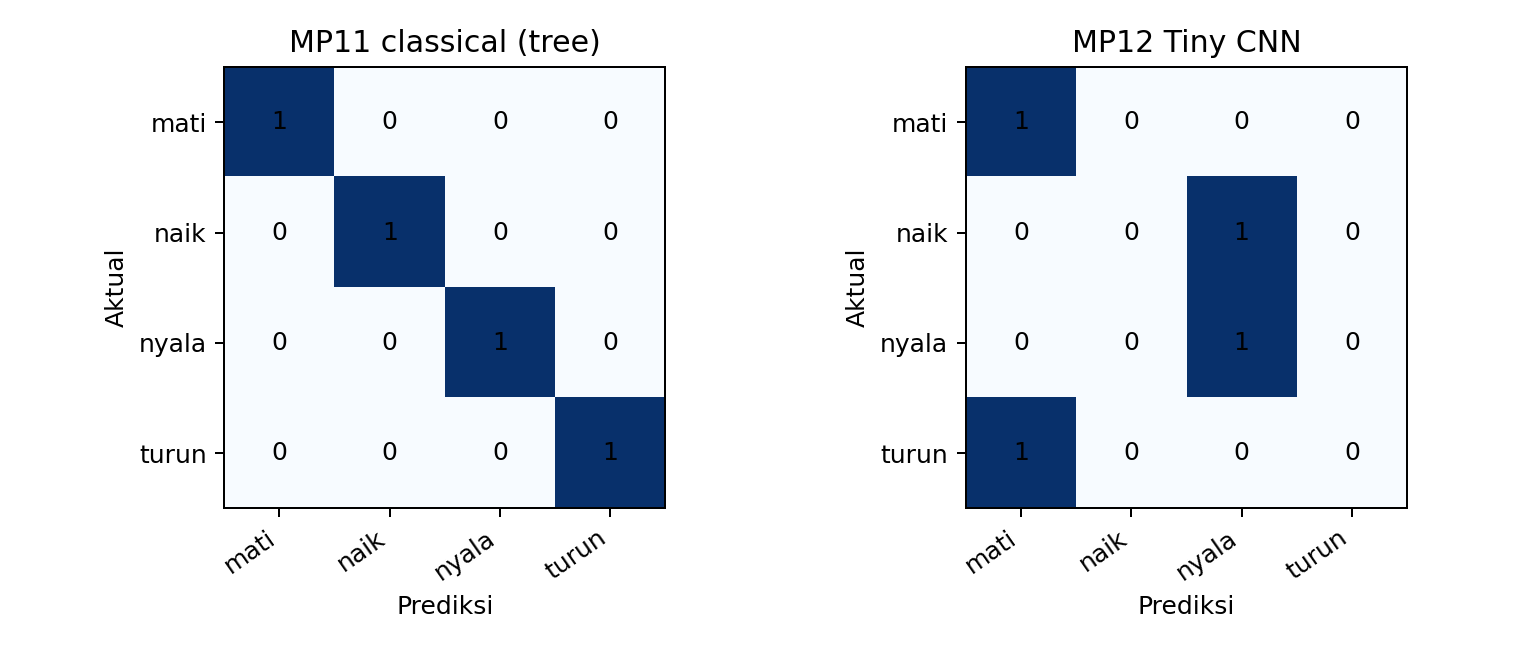 MP11 classical (tree)
mati 1 0 0 0
naik 0 1 0 0
nyala 0 0 1 0
turun 0 0 0 1
mati naik nyala turun
Prediksi
Aktual
MP12 Tiny CNN
mati 1 0 0 0
naik 0 0 1 0
nyala 0 0 1 0
turun 1 0 0 0
mati naik nyala turun
Prediksi
Aktual